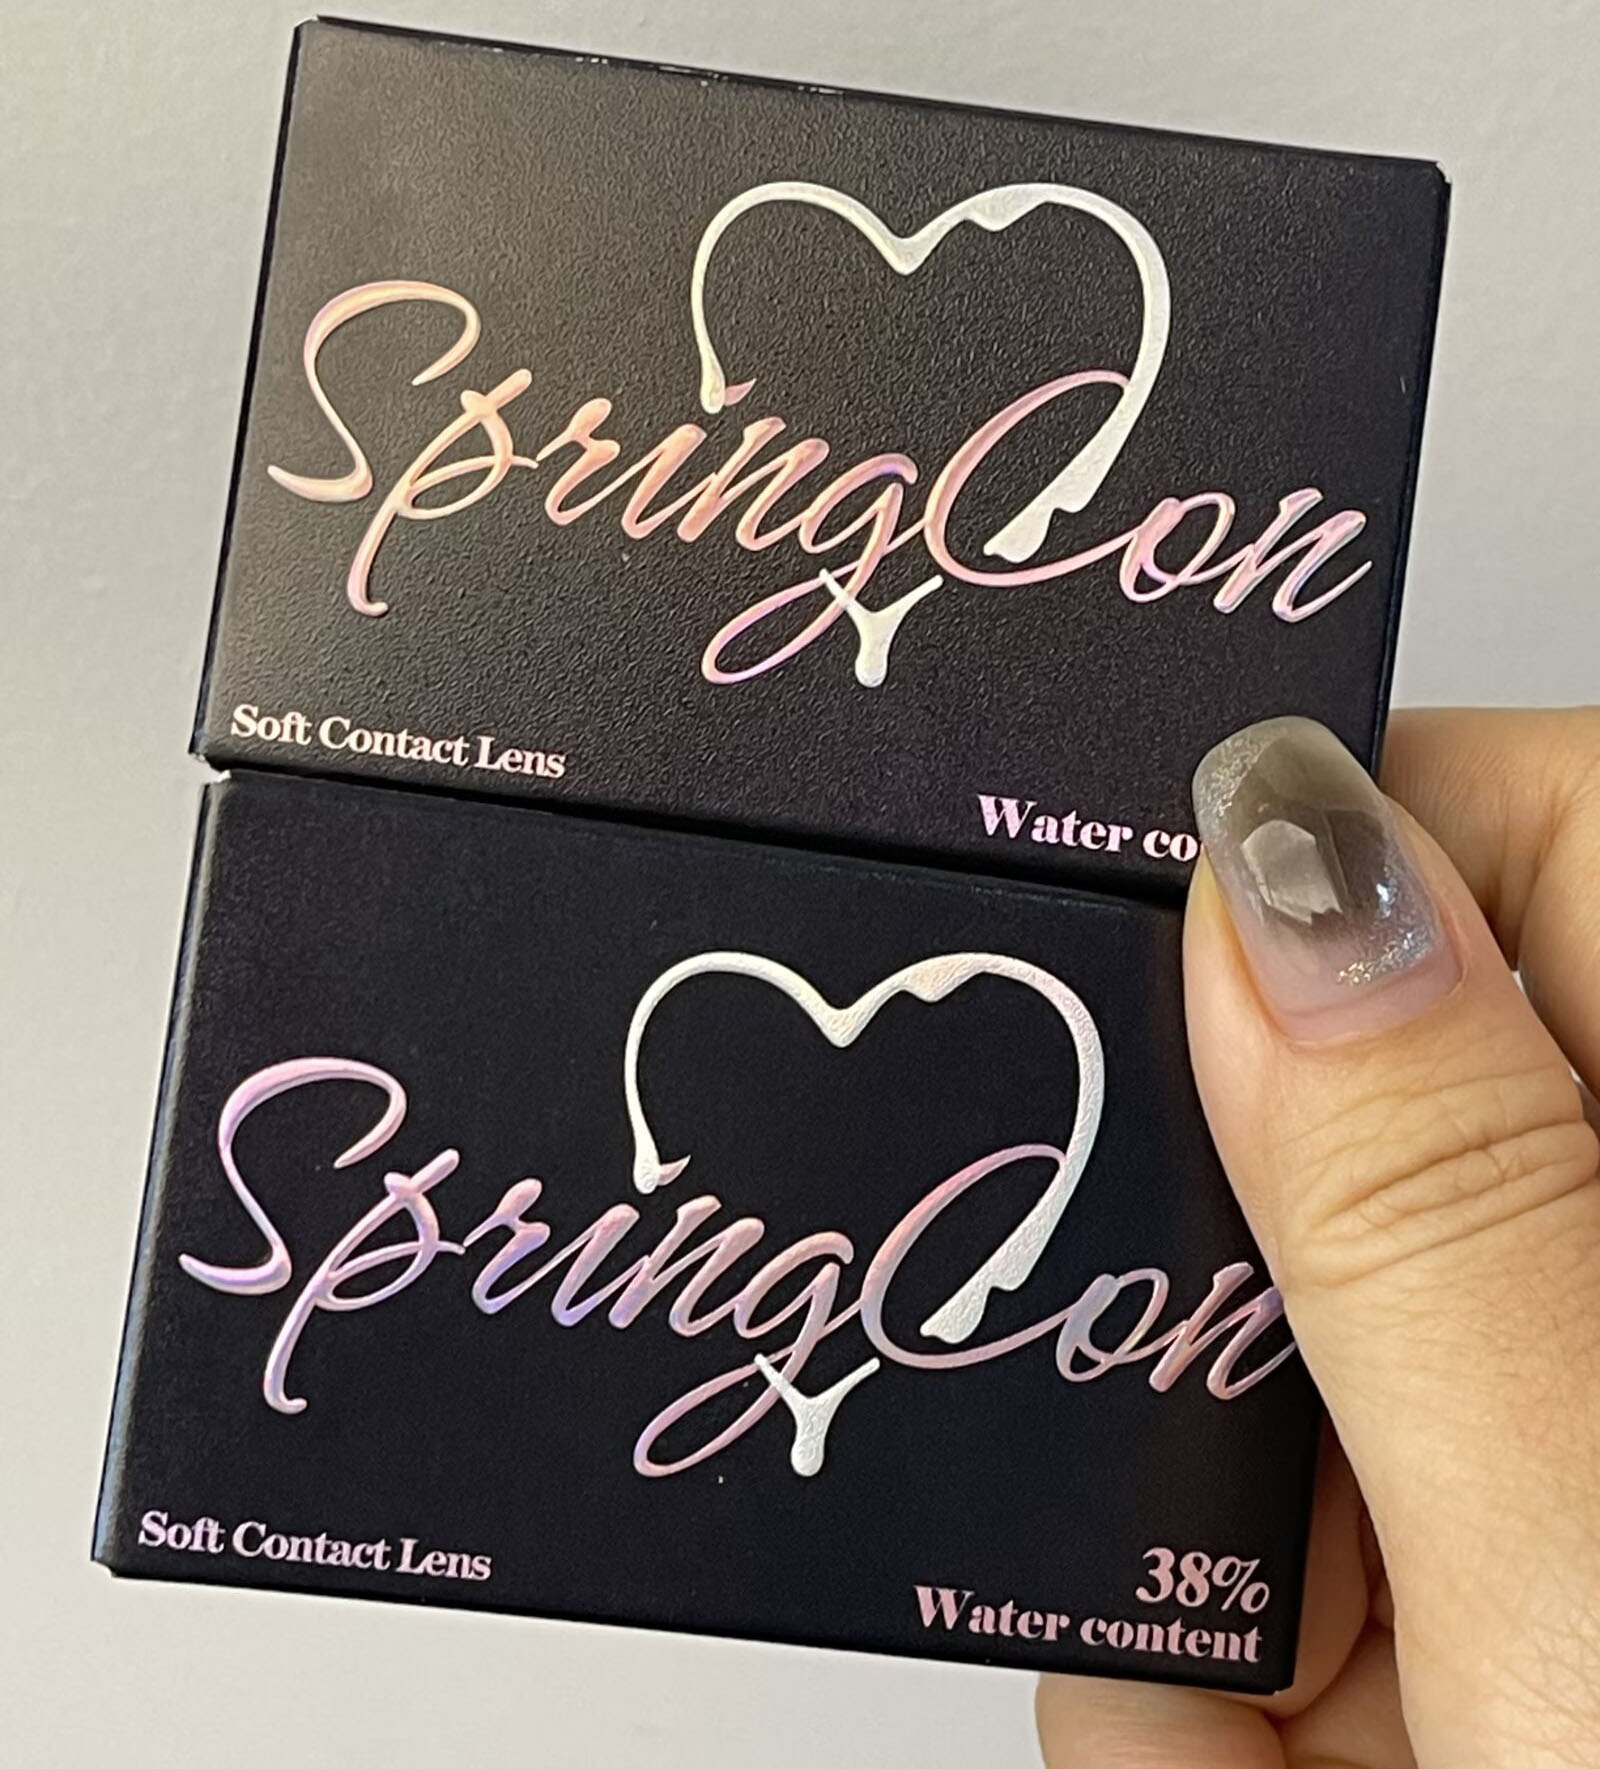 SpringCon
Soft Contact Lens
Water
SpringCon
Soft Contact Lens
38%
Water content